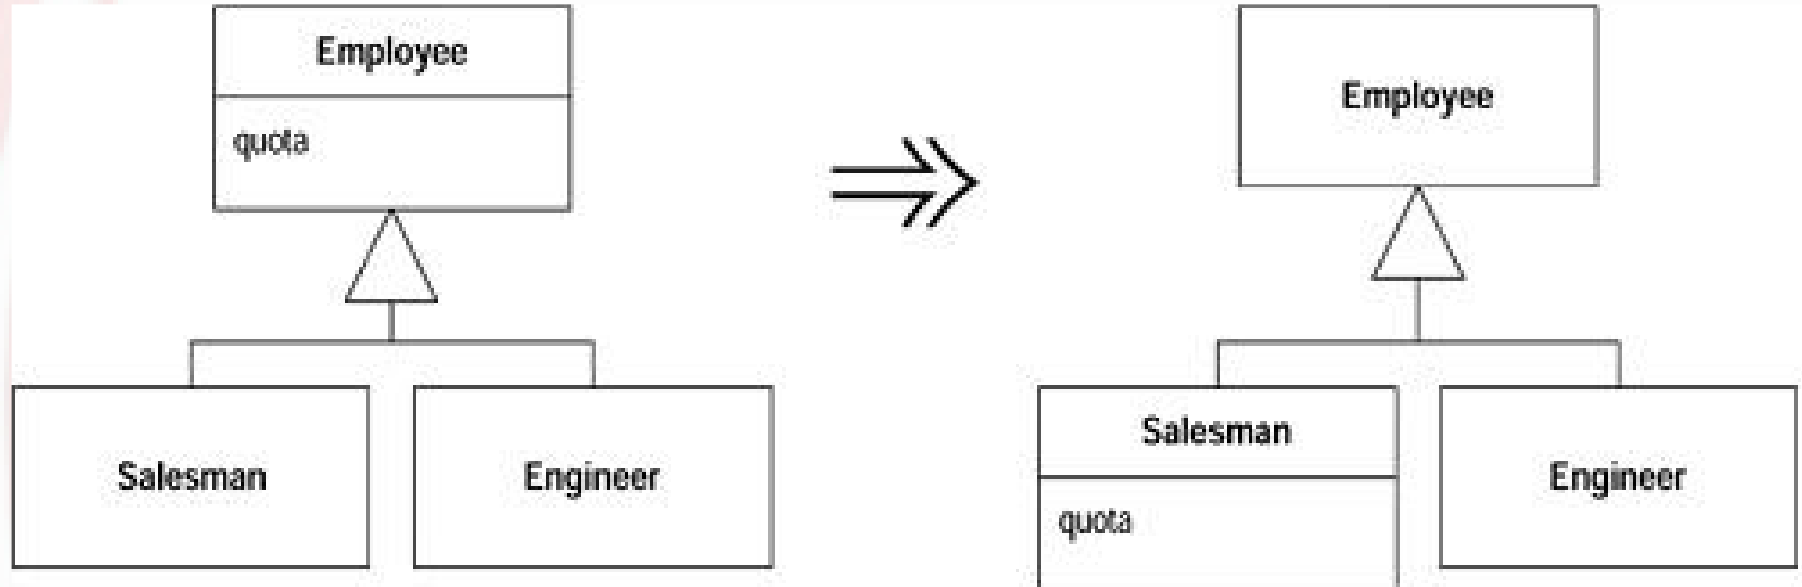 Employee
quota
Salesman
Engineer
Employee
Salesman
quota
Engineer